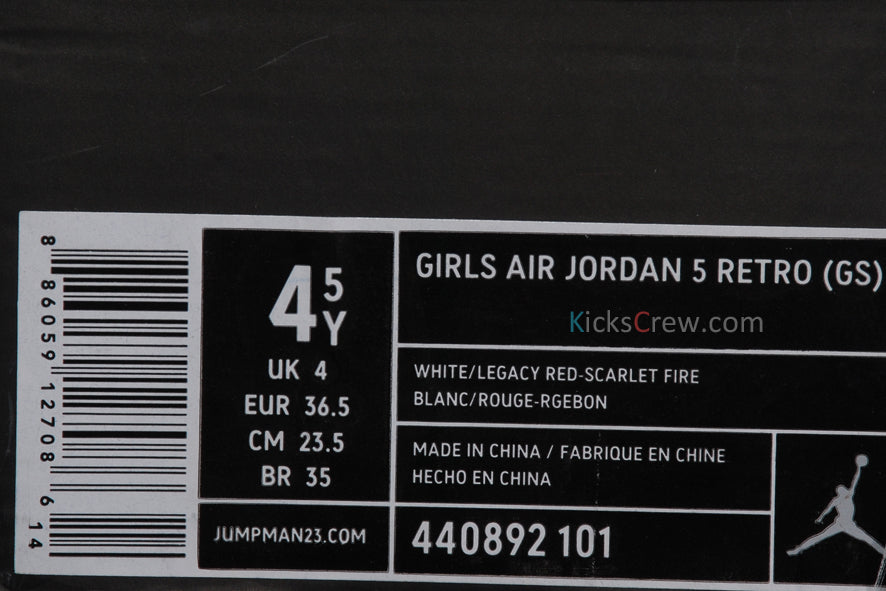 8 86059 12708 6 14
4 5 Y
UK 4
EUR 36.5
CM 23.5
BR 35
JUMPMAN23.COM
GIRLS AIR JORDAN 5 RETRO (GS)
KicksCrew.com
WHITE/LEGACY RED-SCARLET FIRE
BLANC/ROUGE-RGEBON
MADE IN CHINA / FABRIQUE EN CHINE
HECHO EN CHINA
440892 101